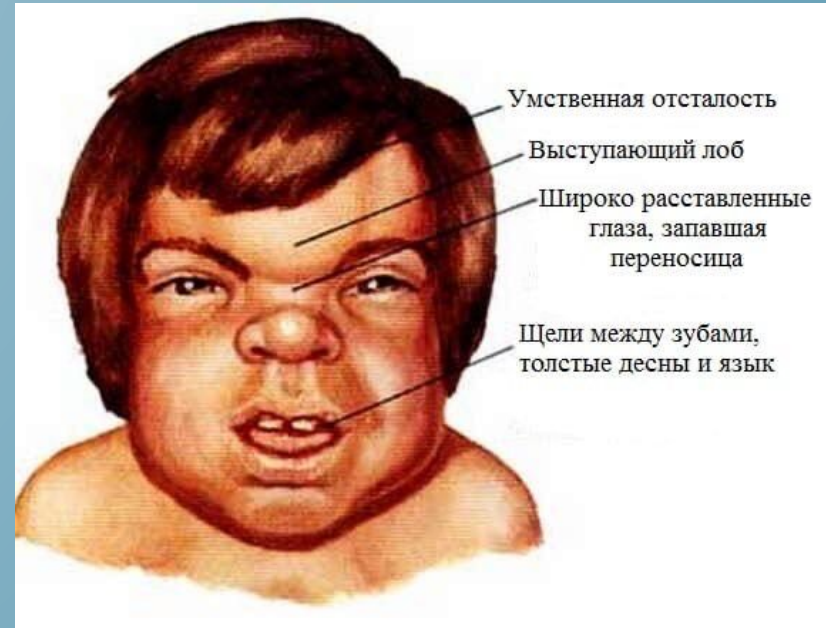 Умственная отсталость
Выступающий лоб
Широко расставленные
глаза, запавшая
переносица
Щели между зубами,
толстые десны и язык